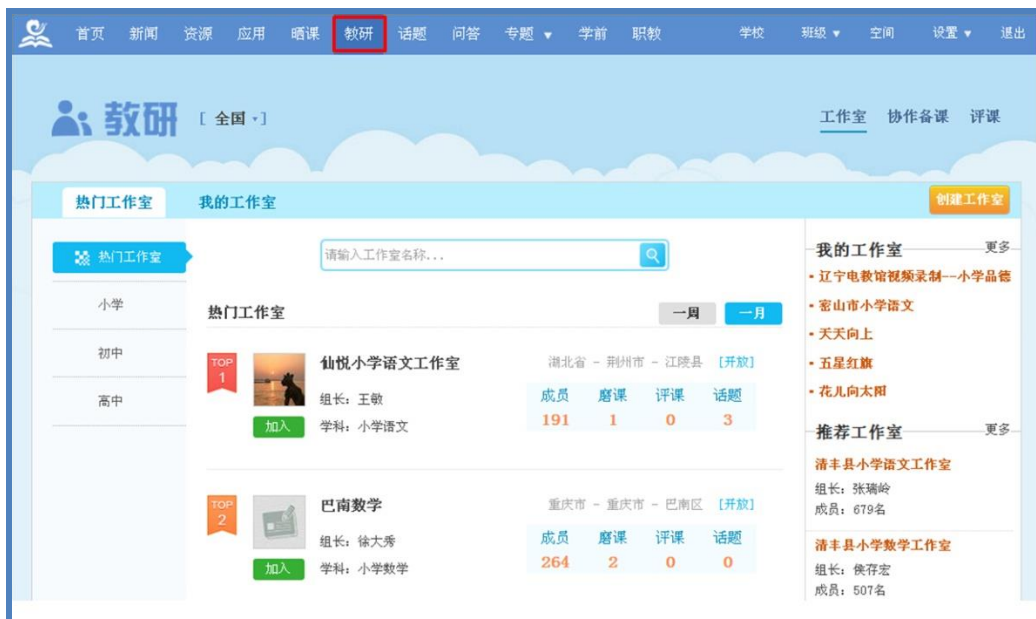 首页 新闻 资源 应用 晒课 教研 话题 问答 专题 ▼ 学前 职教 学校 班级 ▼ 空间 设置 ▼ 退出
教研 [ 全国 ▾ ] 工作室 协作备课 评课
热门工作室 我的工作室 创建工作室
热门工作室
小学
初中
高中
请输入工作室名称...
热门工作室 一周 一月
TOP 1
仙悦小学语文工作室 湖北省 - 荆州市 - 江陵县 [开放]
组长: 王敏 成员 磨课 评课 话题
加入 学科: 小学语文 191 1 0 3
TOP 2
巴南数学 重庆市 - 重庆市 - 巴南区 [开放]
组长: 徐大秀 成员 磨课 评课 话题
加入 学科: 小学数学 264 2 0 0
我的工作室 更多
• 辽宁电教馆视频录制--小学品德
• 密山市小学语文
• 天天向上
• 五星红旗
• 花儿向太阳
推荐工作室 更多
清丰县小学语文工作室
组长: 张瑞岭
成员: 679名
清丰县小学数学工作室
组长: 侯存宏
成员: 507名